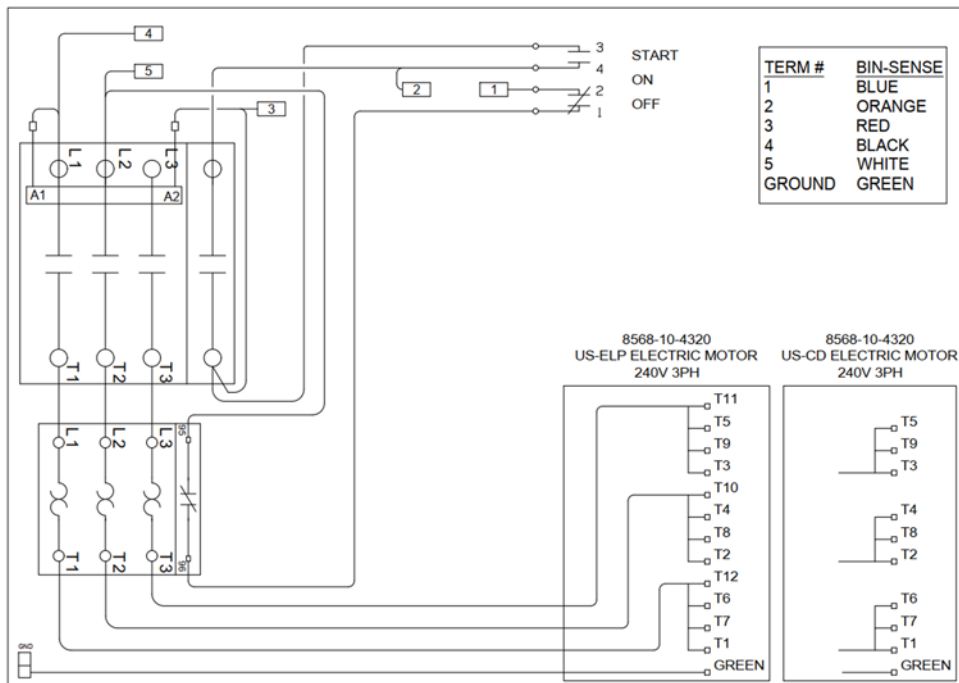 4
5
3
L1
L2
L3
A1
A2
T1
T2
T3
3
4
2
1
START
ON
OFF
2
1
TERM # BIN-SENSE
1 BLUE
2 ORANGE
3 RED
4 BLACK
5 WHITE
GROUND GREEN
L1
L2
L3
95
T1
T2
T3
96
GND
8568-10-4320
US-ELP ELECTRIC MOTOR
240V 3PH
T11
T5
T9
T3
T10
T4
T8
T2
T12
T6
T7
T1
GREEN
8568-10-4320
US-CD ELECTRIC MOTOR
240V 3PH
T5
T9
T3
T4
T8
T2
T6
T7
T1
GREEN